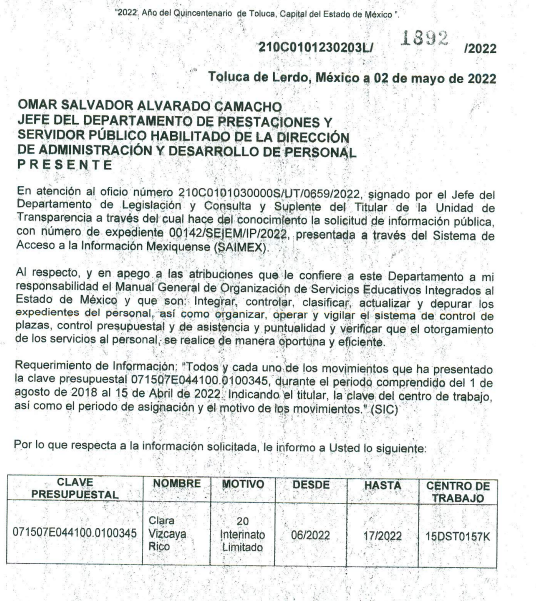 "2022. Año del Quincentenario de Toluca, Capital del Estado de México".
210C0101230203L/ 1892 /2022
Toluca de Lerdo, México a 02 de mayo de 2022
OMAR SALVADOR ALVARADO CAMACHO
JEFE DEL DEPARTAMENTO DE PRESTACIONES Y
SERVIDOR PÚBLICO HABILITADO DE LA DIRECCIÓN
DE ADMINISTRACIÓN Y DESARROLLO DE PERSONAL
P R E S E N T E
En atención al oficio número 210C0101030000S/UT/0659/2022, signado por el Jefe del
Departamento de Legislación y Consulta y Suplente del Titular de la Unidad de
Transparencia a través del cual hace del conocimiento la solicitud de información pública,
con número de expediente 00142/SEIEM/IP/2022, presentada a través del Sistema de
Acceso a la Información Mexiquense (SAIMEX).
Al respecto, y en apego a las atribuciones que le confiere a este Departamento a mi
responsabilidad el Manual General de Organización de Servicios Educativos Integrados al
Estado de México y que son: Integrar, controlar, clasificar, actualizar y depurar los
expedientes del personal, así como organizar, operar y vigilar el sistema de control de
plazas, control presupuestal y de asistencia y puntualidad y verificar que el otorgamiento
de los servicios al personal, se realice de manera oportuna y eficiente.
Requerimiento de Información: "Todos y cada uno de los movimientos que ha presentado
la clave presupuestal 071507E044100.0100345, durante el periodo comprendido del 1 de
agosto de 2018 al 15 de Abril de 2022. Indicando el titular, la clave del centro de trabajo,
así como el periodo de asignación y el motivo de los movimientos." (SIC)
Por lo que respecta a la información solicitada, le informo a Usted lo siguiente:
CLAVE PRESUPUESTAL NOMBRE MOTIVO DESDE HASTA CENTRO DE TRABAJO
071507E044100.0100345 Clara Vizcaya Rico 20 Interinato Limitado 06/2022 17/2022 15DST0157K